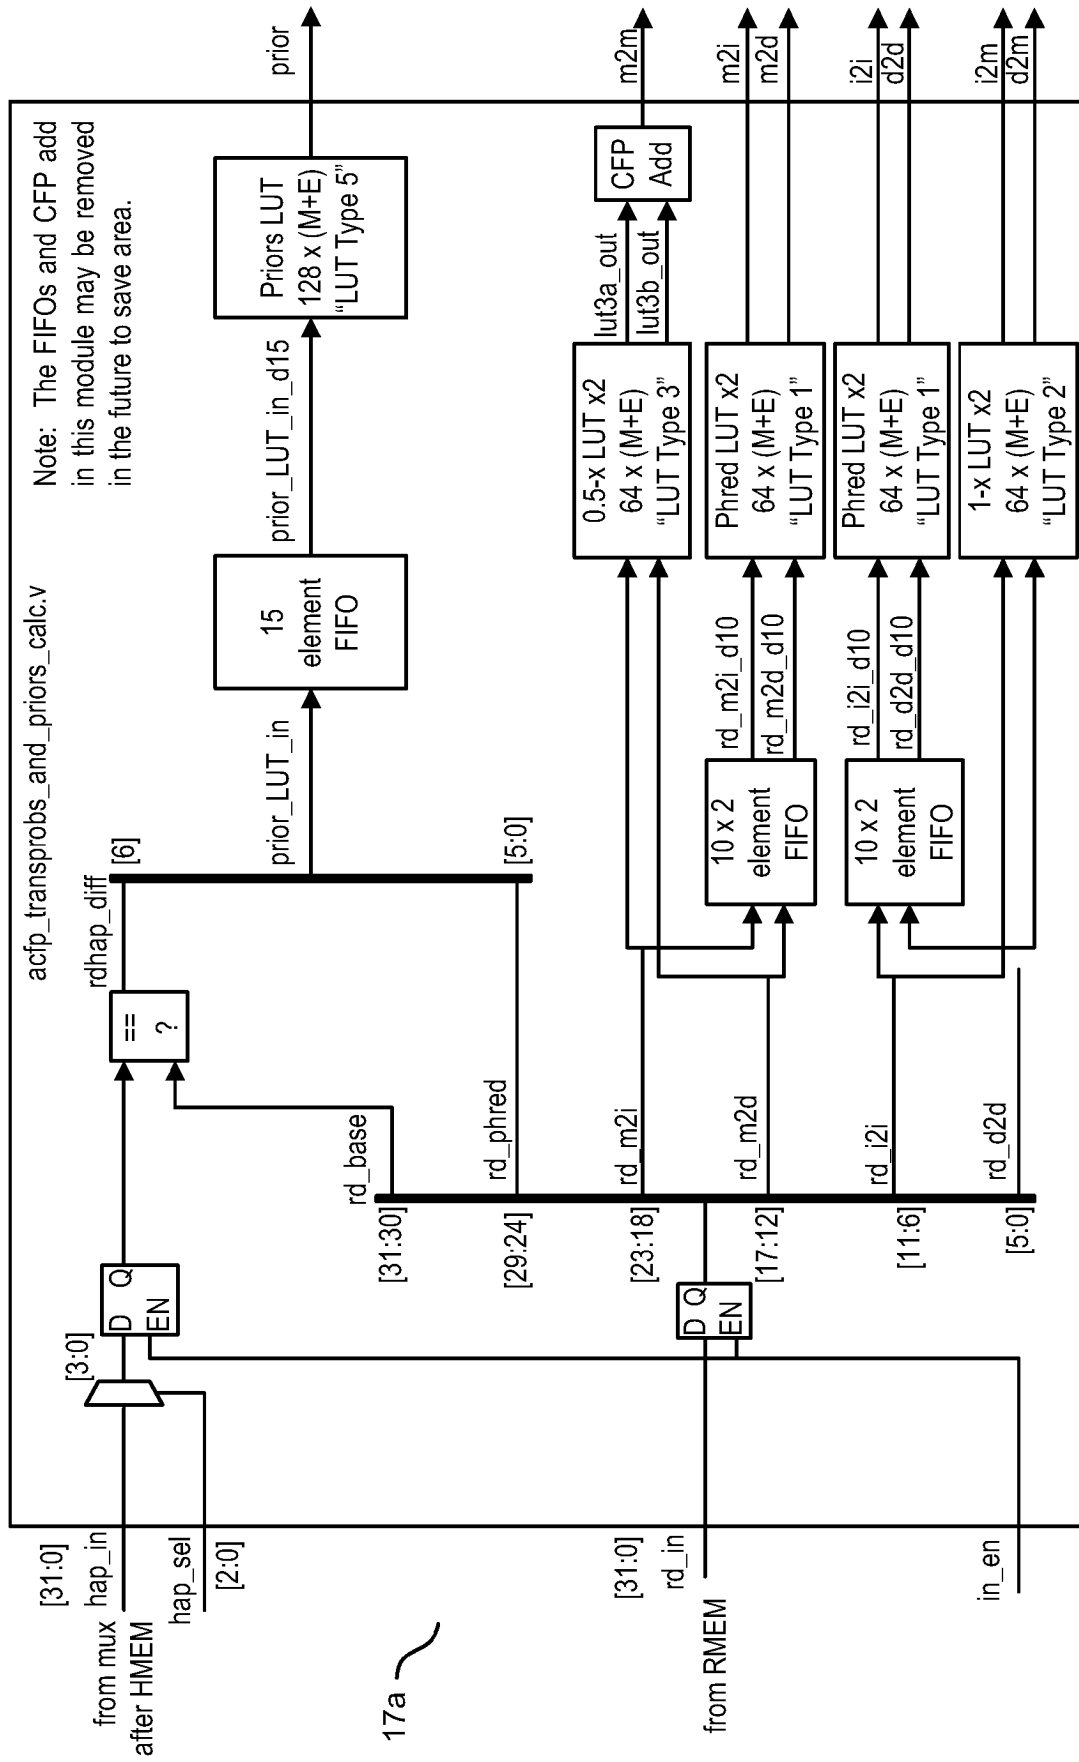 acfp_transprobs_and_priors_calc.v
Note: The FIFOs and CFP add
in this module may be removed
in the future to save area.
[31:0]
from mux
hap_in
after HMEM
hap_sel
[2:0]
[3:0]
D Q
EN
==
?
rdhap_diff
[6]
[5:0]
prior_LUT_in
15
element
FIFO
prior_LUT_in_d15
Priors LUT
128 x (M+E)
“LUT Type 5”
prior
17a
[31:0]
rd_in
from RMEM
in_en
D Q
EN
[31:30]
rd_base
[29:24]
rd_phred
[23:18]
rd_m2i
[17:12]
rd_m2d
[11:6]
rd_i2i
[5:0]
rd_d2d
10 x 2
element
FIFO
rd_m2i_d10
rd_m2d_d10
10 x 2
element
FIFO
rd_i2i_d10
rd_d2d_d10
0.5-x LUT x2
64 x (M+E)
“LUT Type 3”
lut3a_out
lut3b_out
CFP
Add
m2m
Phred LUT x2
64 x (M+E)
“LUT Type 1”
m2i
m2d
Phred LUT x2
64 x (M+E)
“LUT Type 1”
i2i
d2d
1-x LUT x2
64 x (M+E)
“LUT Type 2”
i2m
d2m